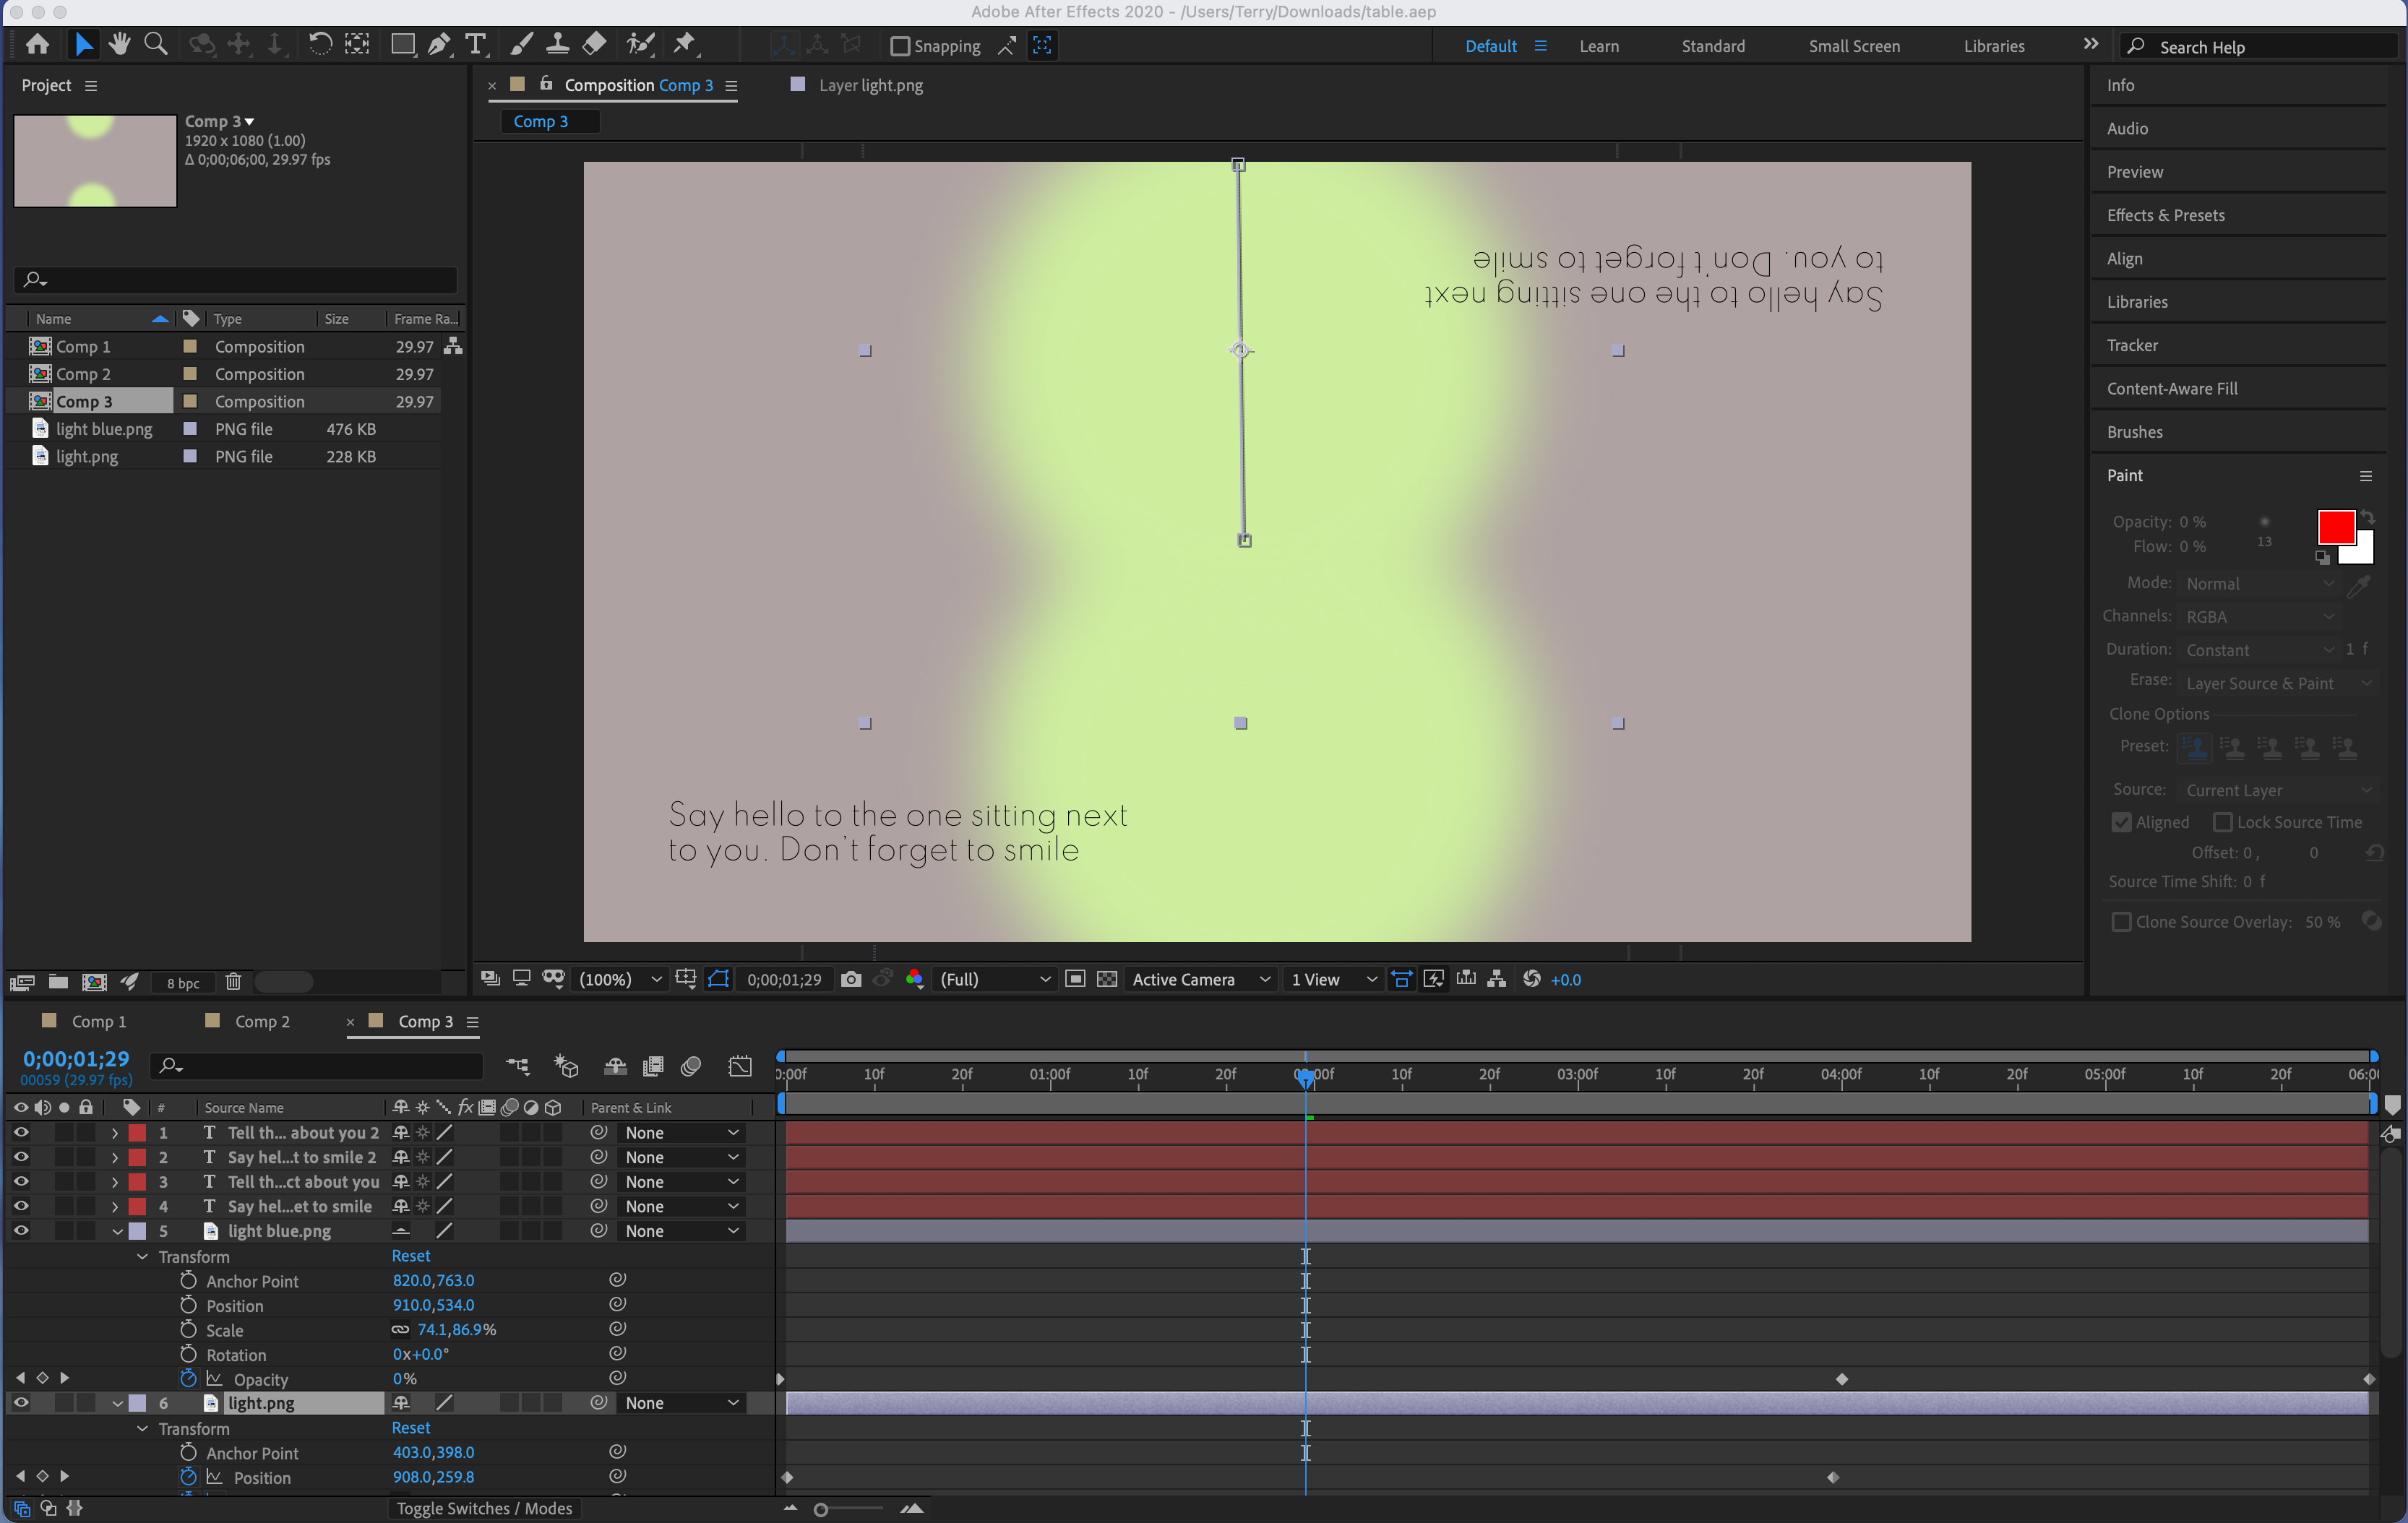 Adobe After Effects 2020 - /Users/Terry/Downloads/table.aep
Snapping
Default
Learn
Standard
Small Screen
Libraries
Search Help
Project
Comp 3
1920 x 1080 (1.00)
Δ 0;00;06;00, 29.97 fps
Name Type Size Frame Ra...
Comp 1 Composition 29.97
Comp 2 Composition 29.97
Comp 3 Composition 29.97
light blue.png PNG file 476 KB
light.png PNG file 228 KB
8 bpc
Composition Comp 3
Layer light.png
Comp 3
Say hello to the one sitting next
to you. Don't forget to smile
Say hello to the one sitting next
to you. Don't forget to smile
(100%) 0;00;01;29 (Full) Active Camera 1 View +0.0
Info
Audio
Preview
Effects & Presets
Align
Libraries
Tracker
Content-Aware Fill
Brushes
Paint
Opacity: 0 %
Flow: 0 %
13
Mode: Normal
Channels: RGBA
Duration: Constant 1 f
Erase: Layer Source & Paint
Clone Options
Preset:
Source: Current Layer
Aligned Lock Source Time
Offset: 0, 0
Source Time Shift: 0 f
Clone Source Overlay: 50 %
Comp 1 Comp 2 Comp 3
0;00;01;29
00059 (29.97 fps)
0:00f 10f 20f 01:00f 10f 20f 02:00f 10f 20f 03:00f 10f 20f 04:00f 10f 20f 05:00f 10f 20f 06:00
# Source Name fx Parent & Link
1 T Tell th... about you 2 None
2 T Say hel...t to smile 2 None
3 T Tell th...ct about you None
4 T Say hel...et to smile None
5 light blue.png None
Transform Reset
Anchor Point 820.0,763.0
Position 910.0,534.0
Scale 74.1,86.9%
Rotation 0x+0.0°
Opacity 0%
6 light.png None
Transform Reset
Anchor Point 403.0,398.0
Position 908.0,259.8
Toggle Switches / Modes